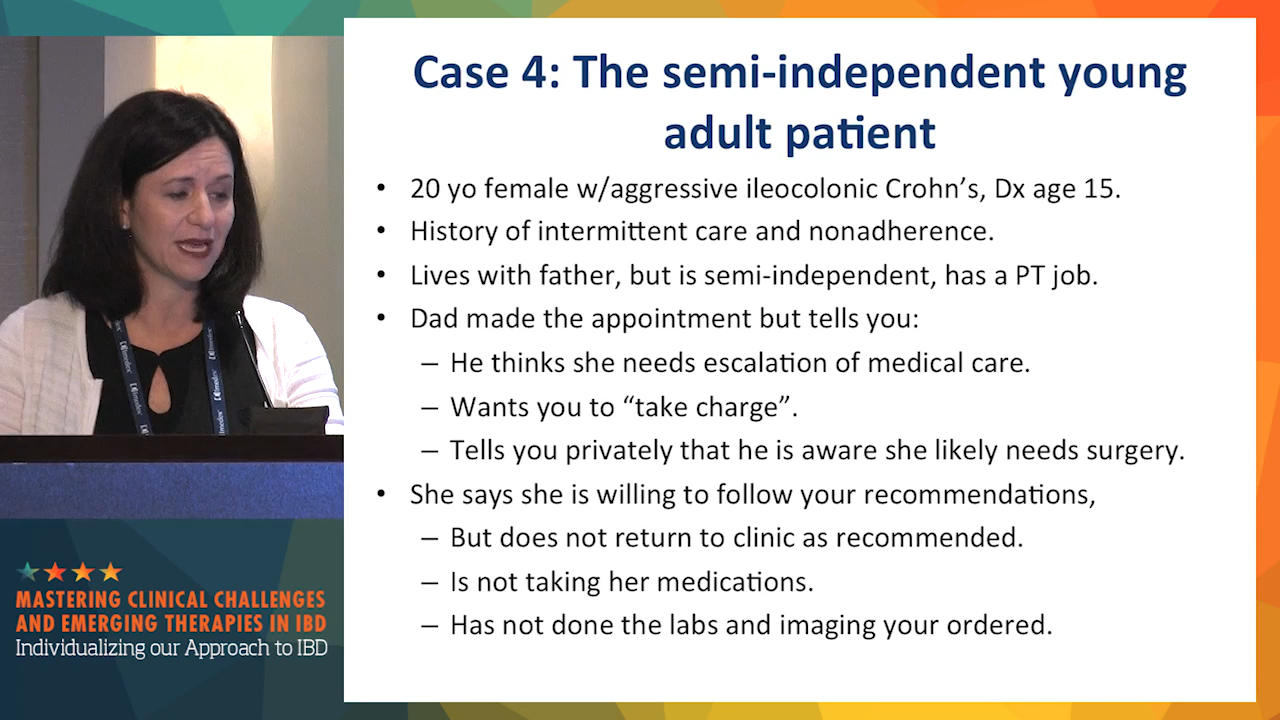 Case 4: The semi-independent young
adult patient
• 20 yo female w/aggressive ileocolonic Crohn’s, Dx age 15.
• History of intermittent care and nonadherence.
• Lives with father, but is semi-independent, has a PT job.
• Dad made the appointment but tells you:
– He thinks she needs escalation of medical care.
– Wants you to “take charge”.
– Tells you privately that he is aware she likely needs surgery.
• She says she is willing to follow your recommendations,
– But does not return to clinic as recommended.
– Is not taking her medications.
– Has not done the labs and imaging your ordered.
MASTERING CLINICAL CHALLENGES
AND EMERGING THERAPIES IN IBD
Individualizing our Approach to IBD
imedex
imedex